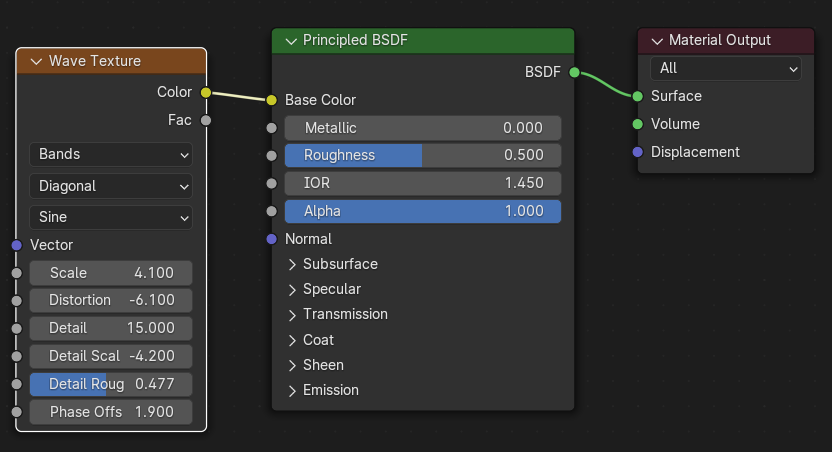 Wave Texture
Color
Fac
Bands
Diagonal
Sine
Vector
Scale 4.100
Distortion -6.100
Detail 15.000
Detail Scal -4.200
Detail Roug 0.477
Phase Offs 1.900
Principled BSDF
BSDF
Base Color
Metallic 0.000
Roughness 0.500
IOR 1.450
Alpha 1.000
Normal
Subsurface
Specular
Transmission
Coat
Sheen
Emission
Material Output
All
Surface
Volume
Displacement